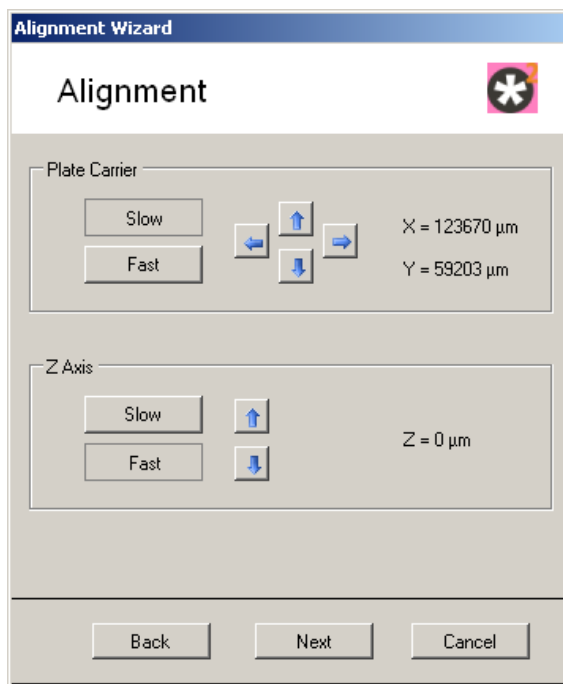 Alignment Wizard
Alignment
2
Plate Carrier
Slow
Fast
X = 123670 µm
Y = 59203 µm
Z Axis
Slow
Fast
Z = 0 µm
Back Next Cancel